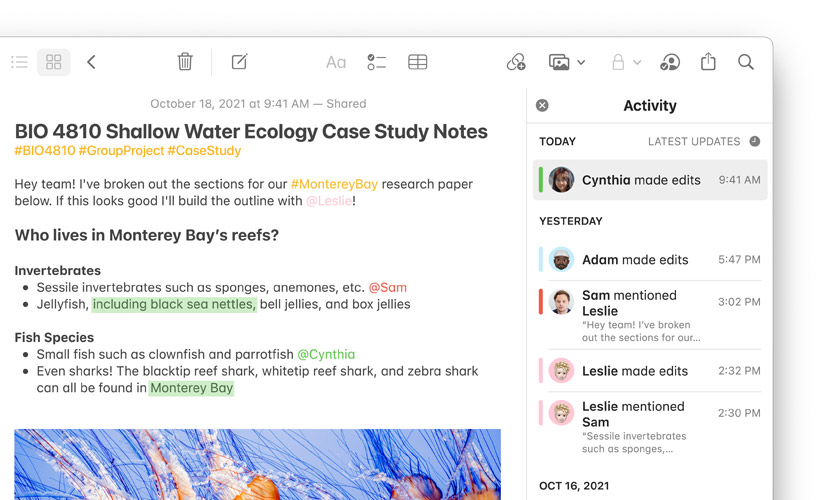 Aa
October 18, 2021 at 9:41 AM — Shared
BIO 4810 Shallow Water Ecology Case Study Notes
#BIO4810 #GroupProject #CaseStudy
Hey team! I've broken out the sections for our #MontereyBay research paper
below. If this looks good I'll build the outline with @Leslie!
Who lives in Monterey Bay’s reefs?
Invertebrates
• Sessile invertebrates such as sponges, anemones, etc. @Sam
• Jellyfish, including black sea nettles, bell jellies, and box jellies
Fish Species
• Small fish such as clownfish and parrotfish @Cynthia
• Even sharks! The blacktip reef shark, whitetip reef shark, and zebra shark
can all be found in Monterey Bay
Activity
TODAY LATEST UPDATES
Cynthia made edits 9:41 AM
YESTERDAY
Adam made edits 5:47 PM
Sam mentioned 3:02 PM
Leslie
“Hey team! I've broken
out the sections for our...
Leslie made edits 2:32 PM
Leslie mentioned 2:30 PM
Sam
“Sessile invertebrates
such as sponges,...
OCT 16, 2021